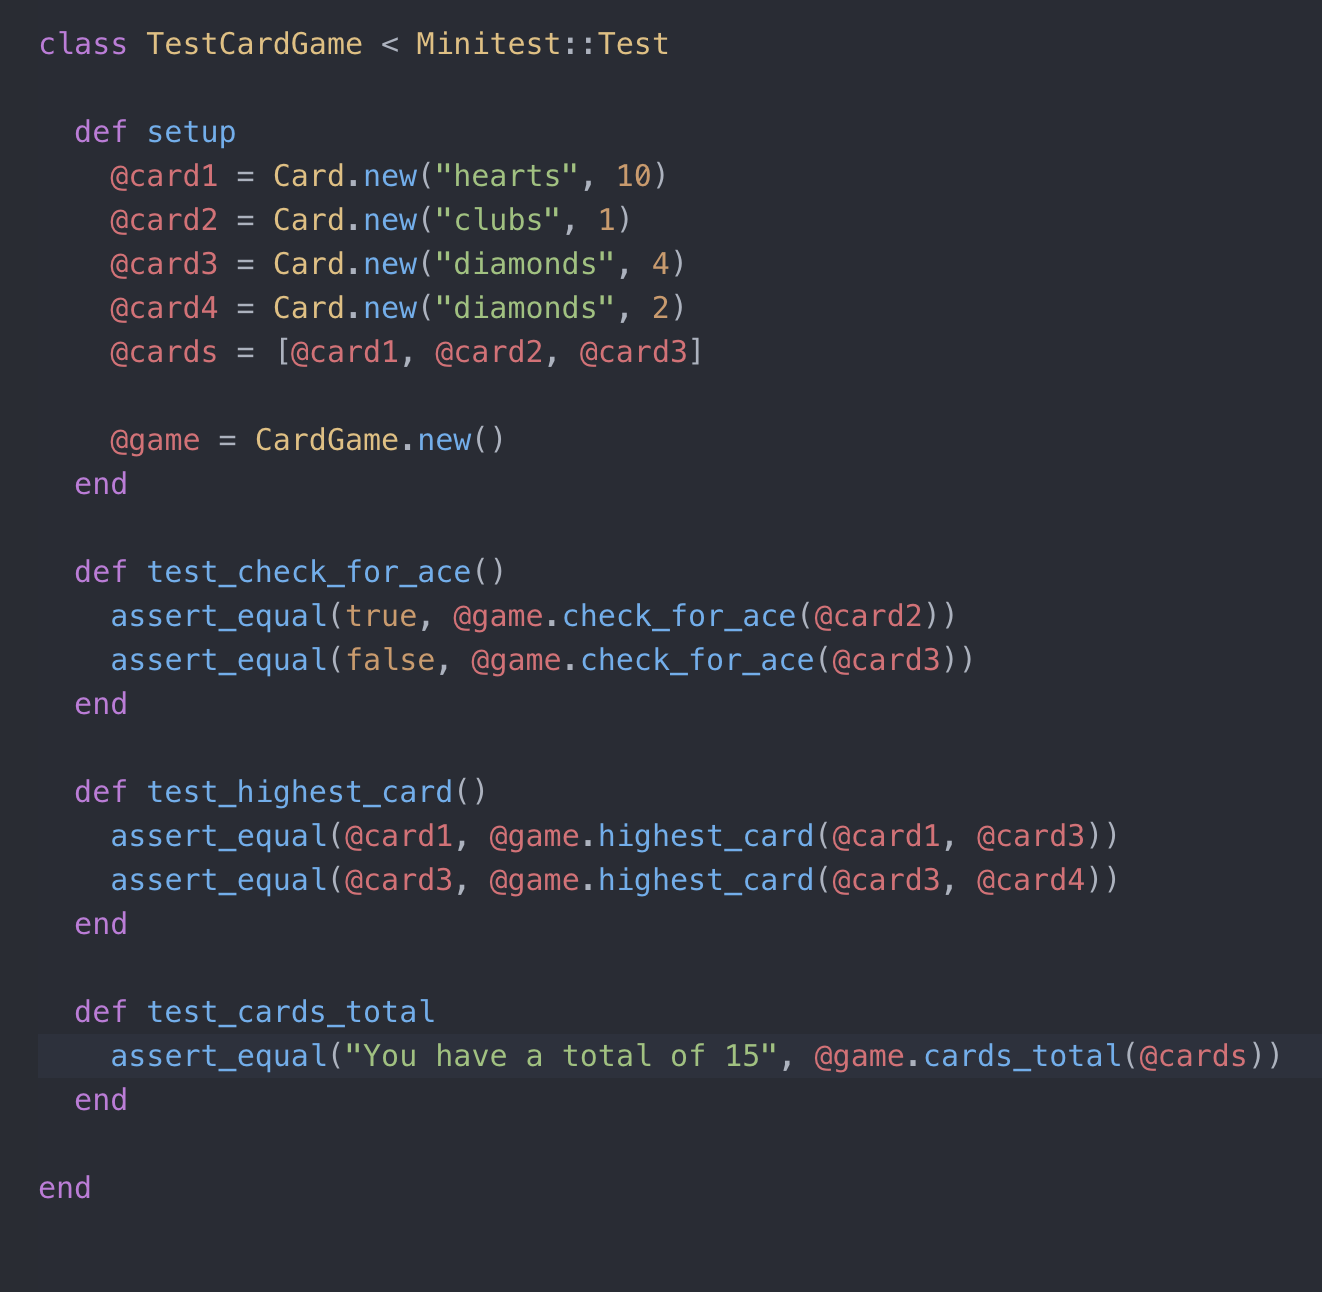 class TestCardGame < Minitest::Test
def setup
@card1 = Card.new("hearts", 10)
@card2 = Card.new("clubs", 1)
@card3 = Card.new("diamonds", 4)
@card4 = Card.new("diamonds", 2)
@cards = [@card1, @card2, @card3]
@game = CardGame.new()
end
def test_check_for_ace()
assert_equal(true, @game.check_for_ace(@card2))
assert_equal(false, @game.check_for_ace(@card3))
end
def test_highest_card()
assert_equal(@card1, @game.highest_card(@card1, @card3))
assert_equal(@card3, @game.highest_card(@card3, @card4))
end
def test_cards_total
assert_equal("You have a total of 15", @game.cards_total(@cards))
end
end